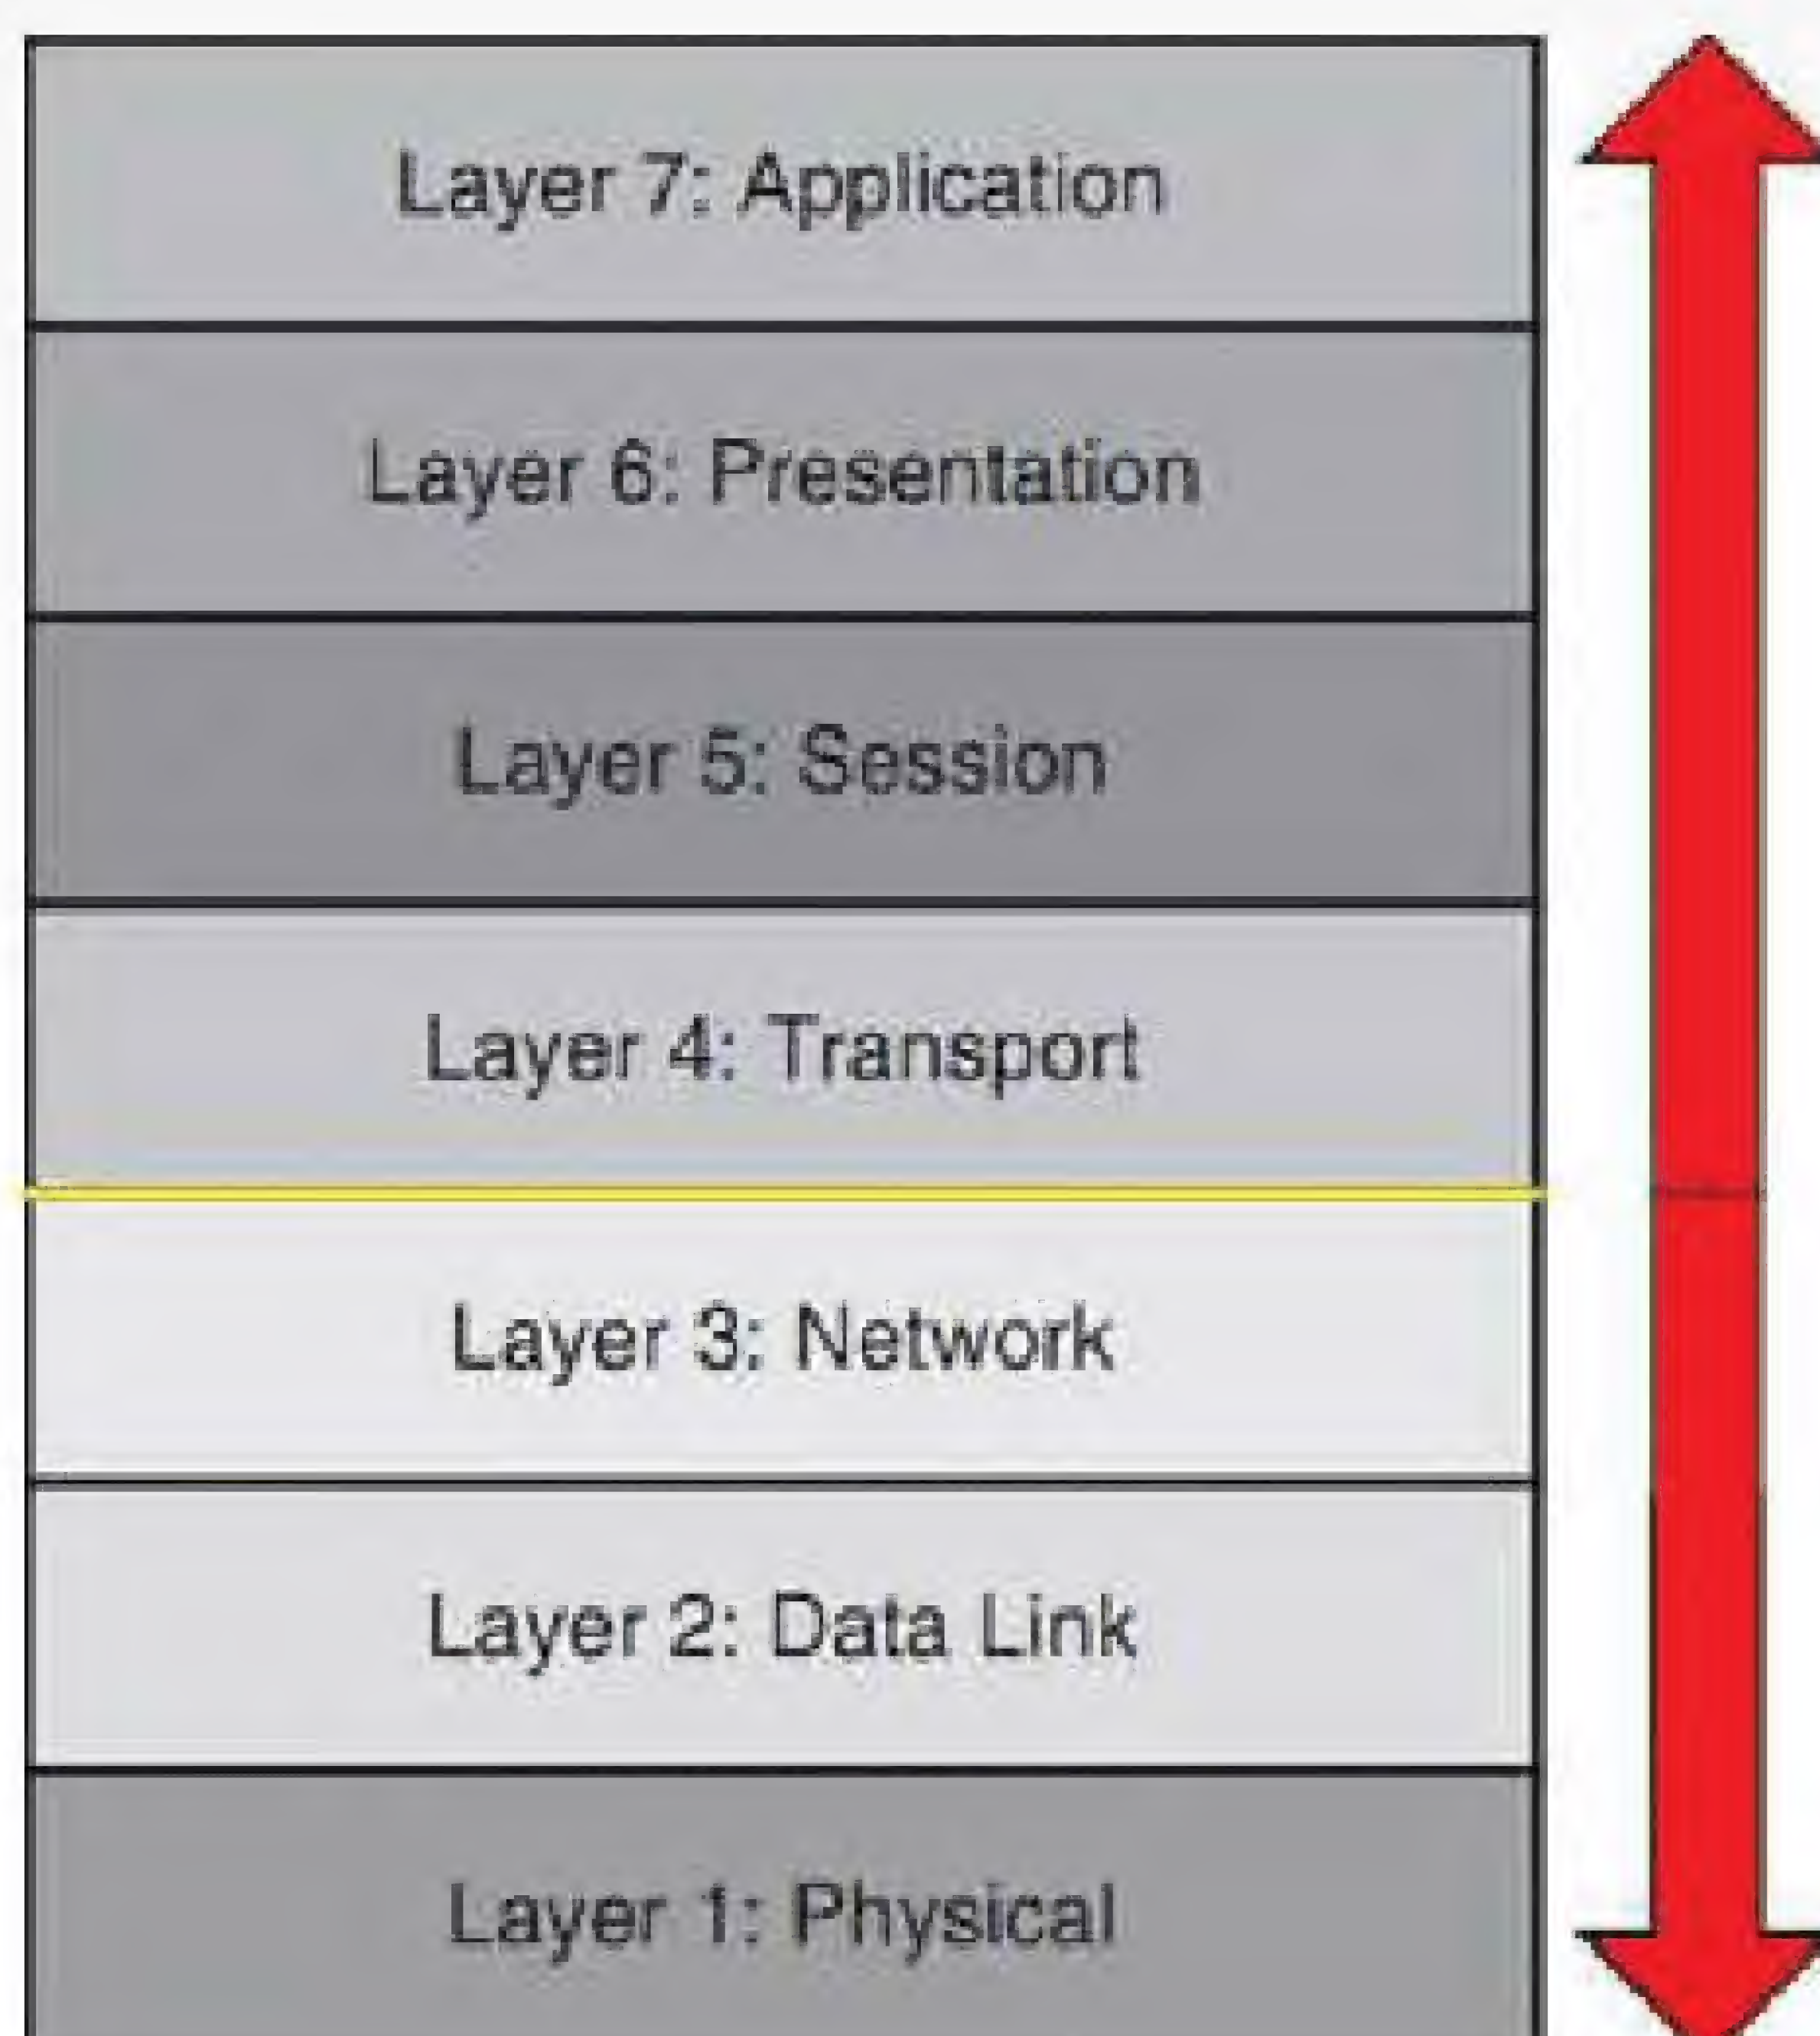 Layer 7: Application
Layer 6: Presentation
Layer 5: Session
Layer 4: Transport
Layer 3: Network
Layer 2: Data Link
Layer 1: Physical